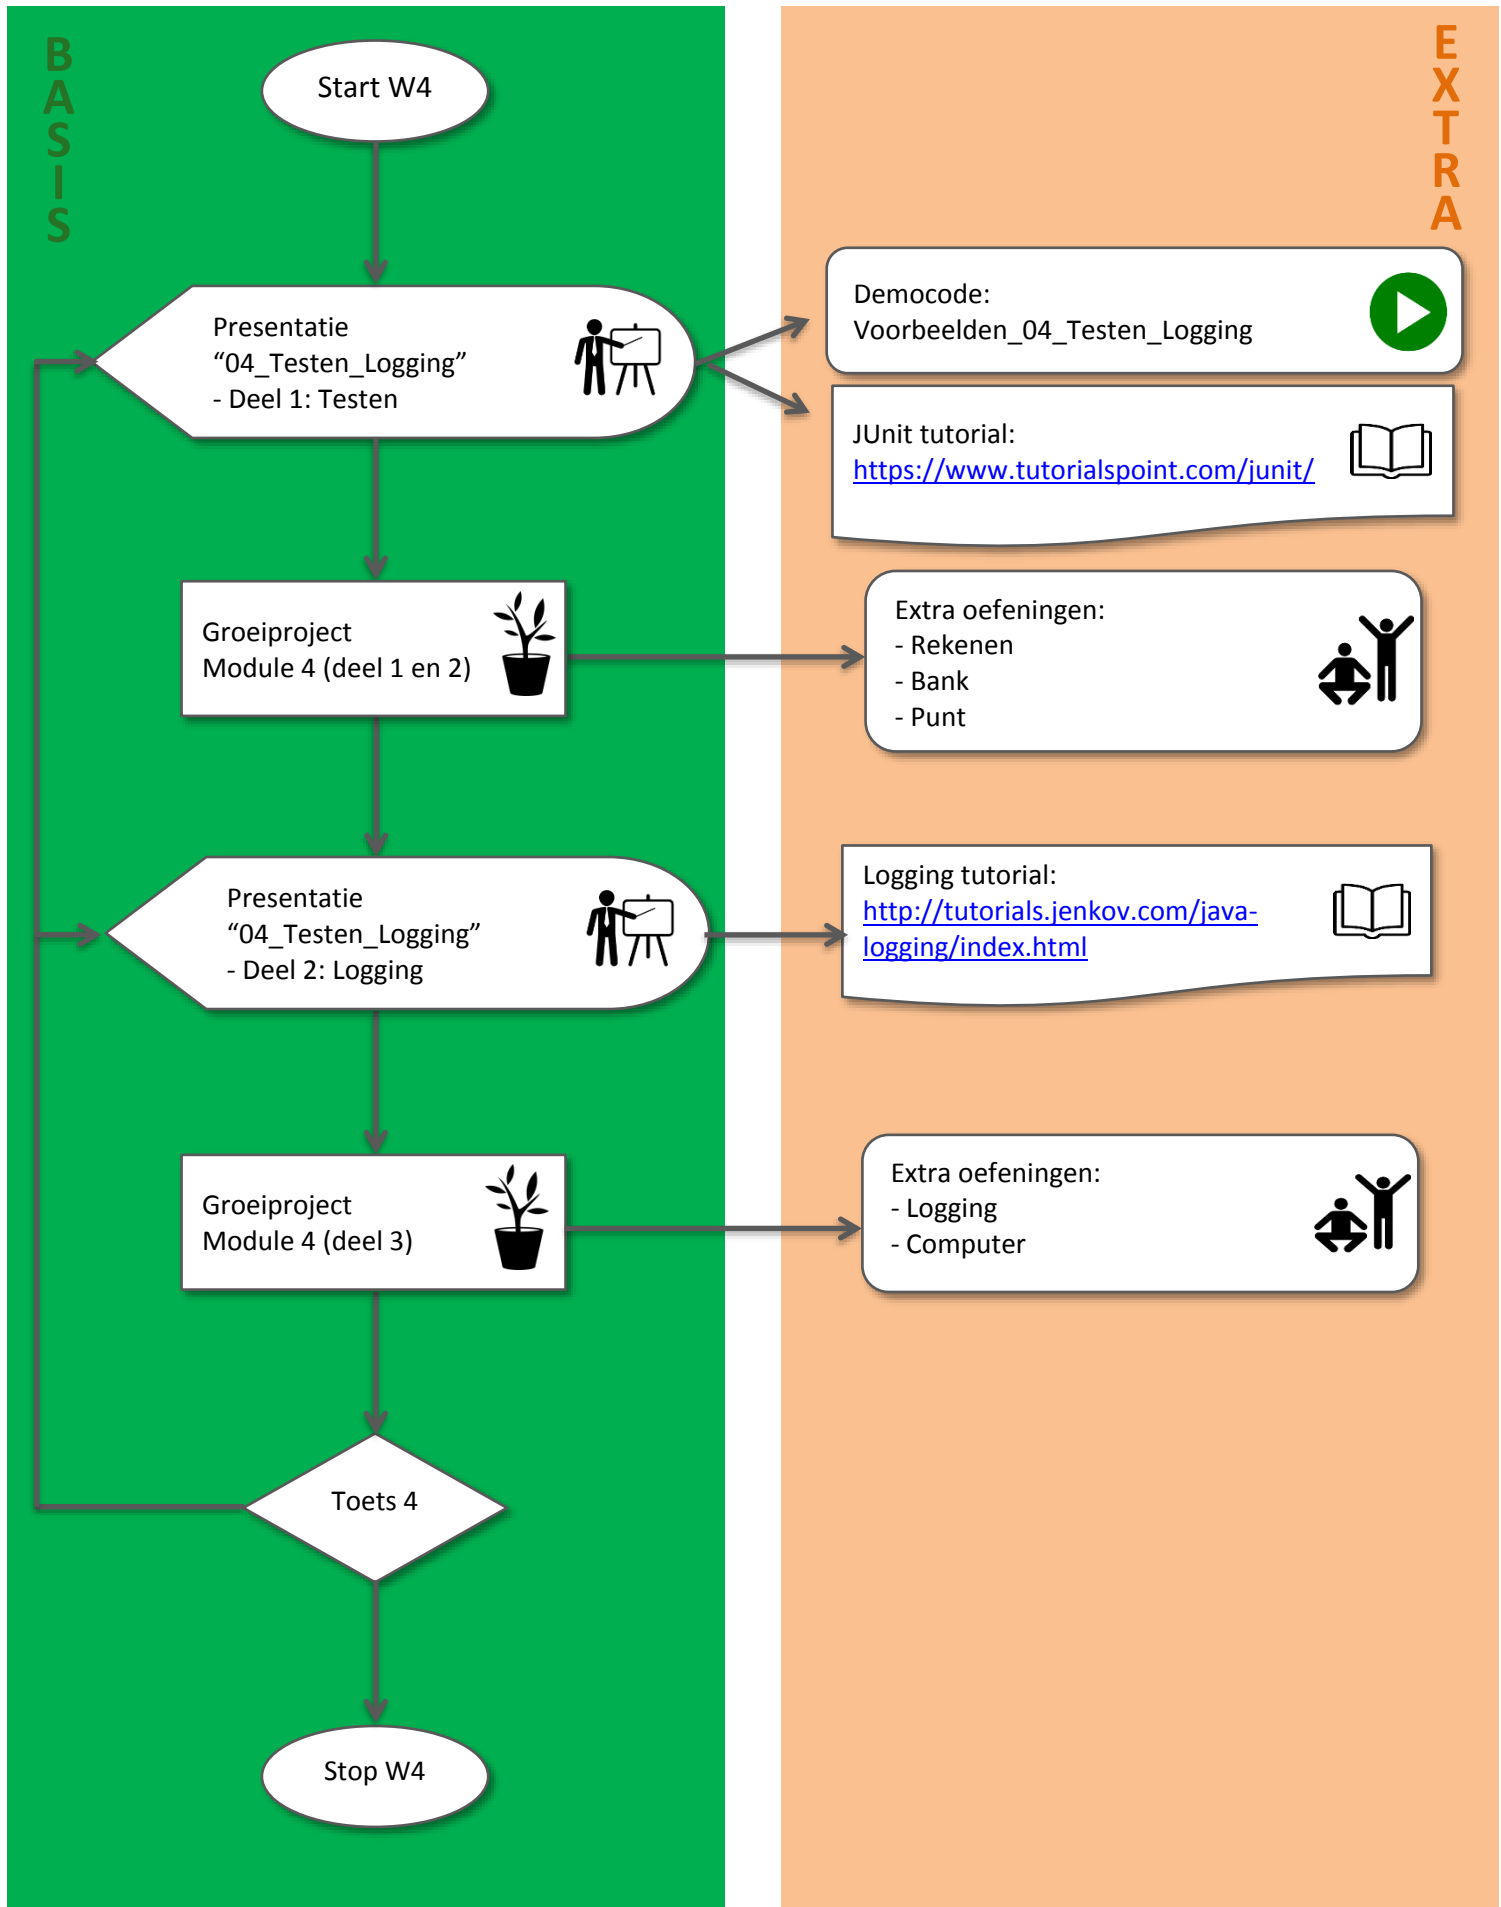 BASIS
EXTRA
Start W4
Presentatie
“04_Testen_Logging”
- Deel 1: Testen
Democode:
Voorbeelden_04_Testen_Logging
JUnit tutorial:
https://www.tutorialspoint.com/junit/
Groeiproject
Module 4 (deel 1 en 2)
Extra oefeningen:
- Rekenen
- Bank
- Punt
Presentatie
“04_Testen_Logging”
- Deel 2: Logging
Logging tutorial:
http://tutorials.jenkov.com/java-
logging/index.html
Groeiproject
Module 4 (deel 3)
Extra oefeningen:
- Logging
- Computer
Toets 4
Stop W4